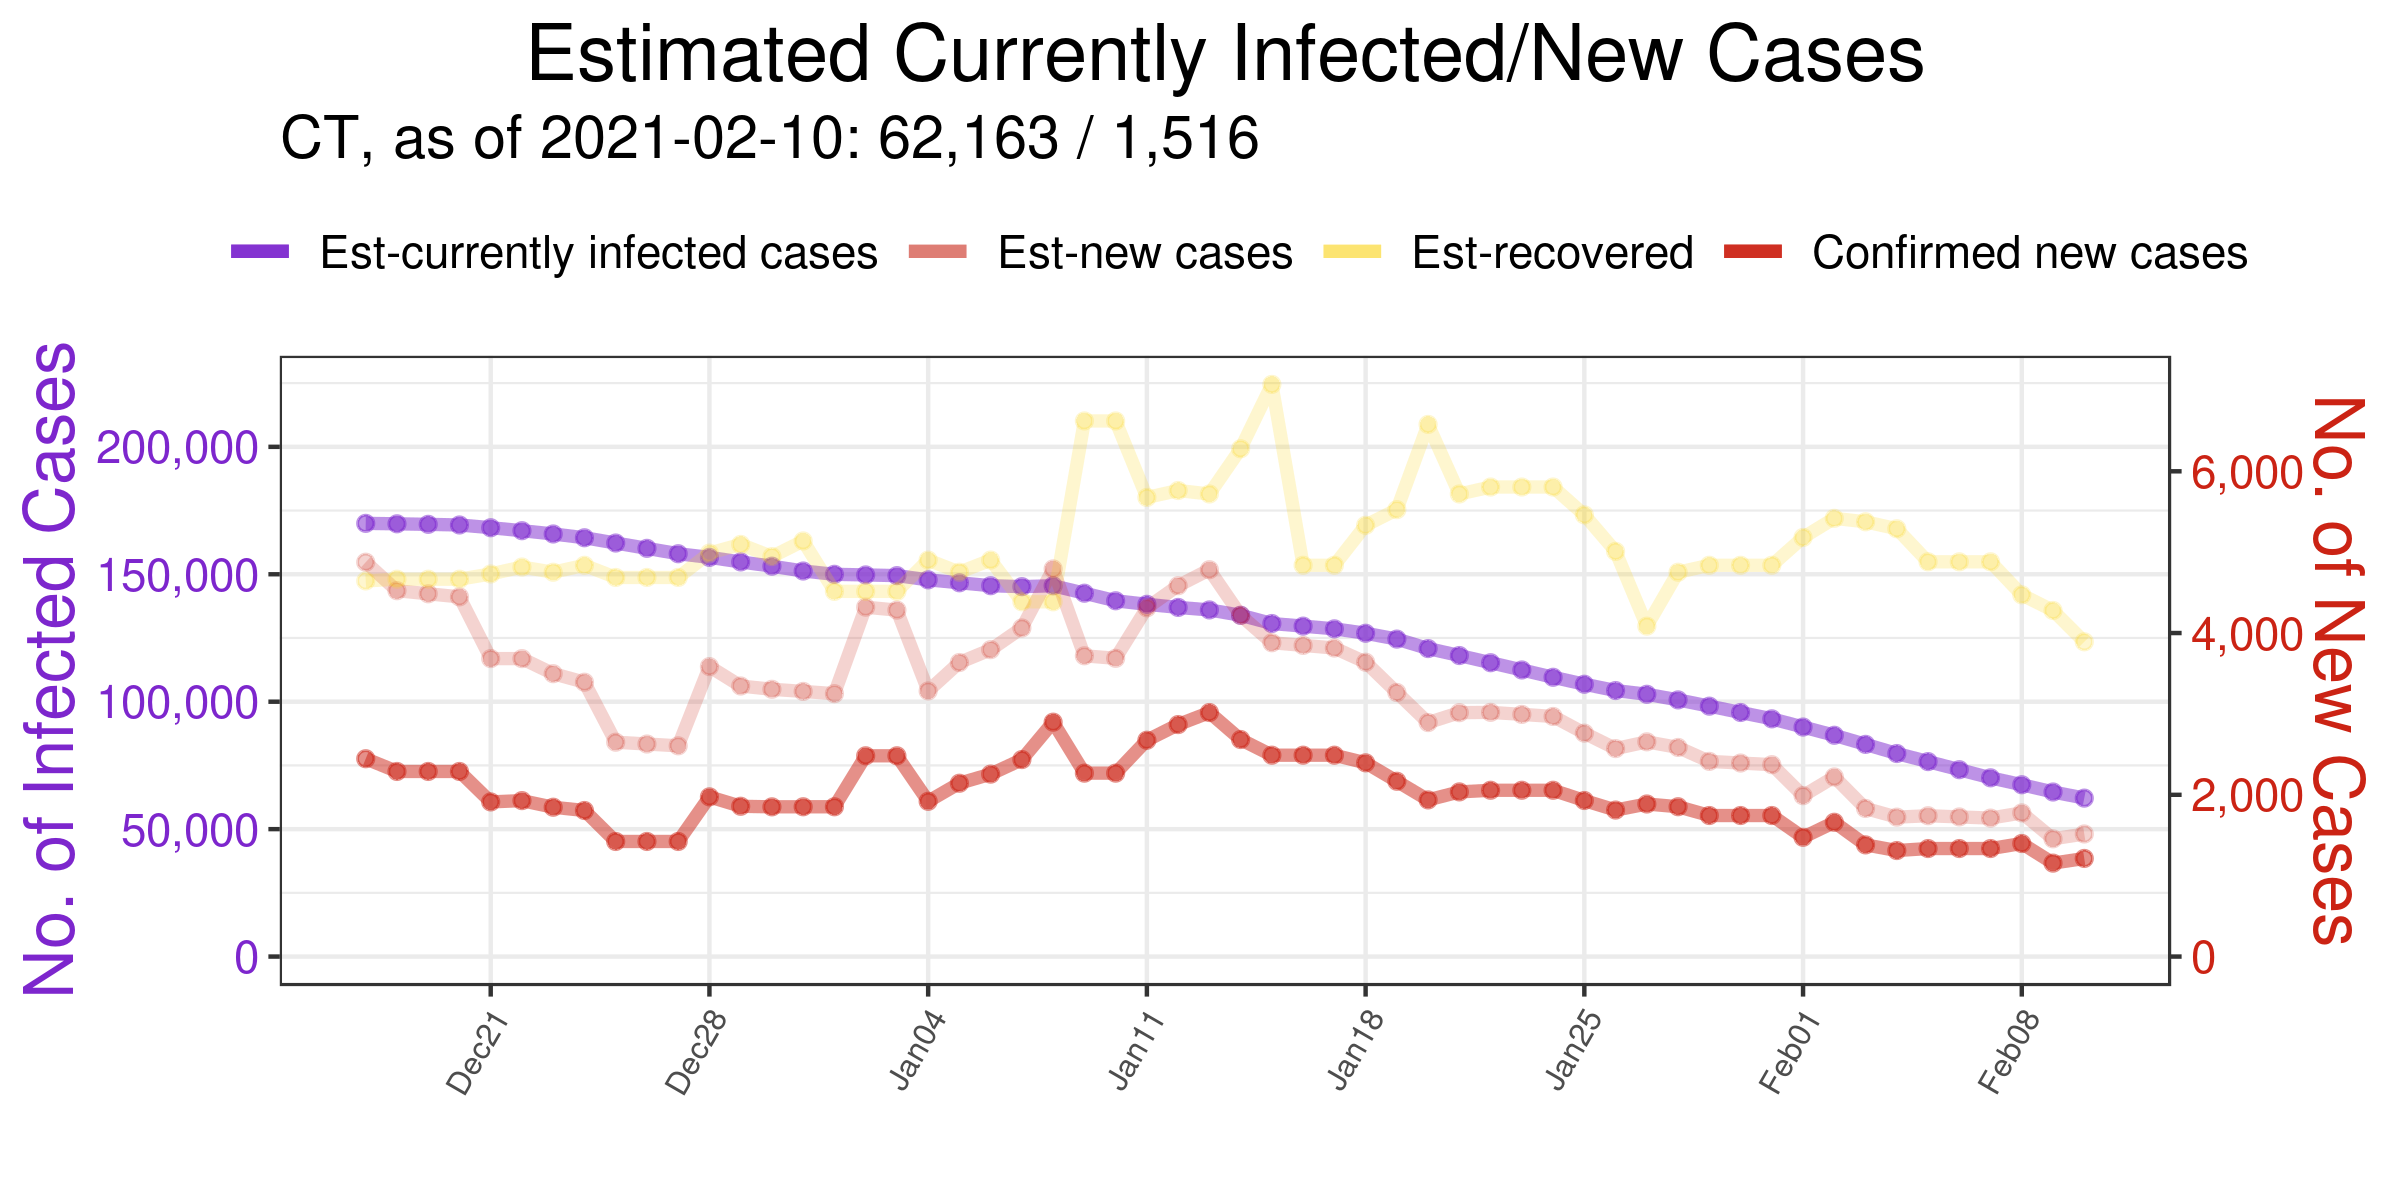 Estimated Currently Infected/New Cases
CT, as of 2021-02-10: 62,163 / 1,516
Est-currently infected cases Est-new cases Est-recovered Confirmed new cases
No. of Infected Cases
200,000
150,000
100,000
50,000
0
6,000
4,000
2,000
0
No. of New Cases
Dec21 Dec28 Jan04 Jan11 Jan18 Jan25 Feb01 Feb08